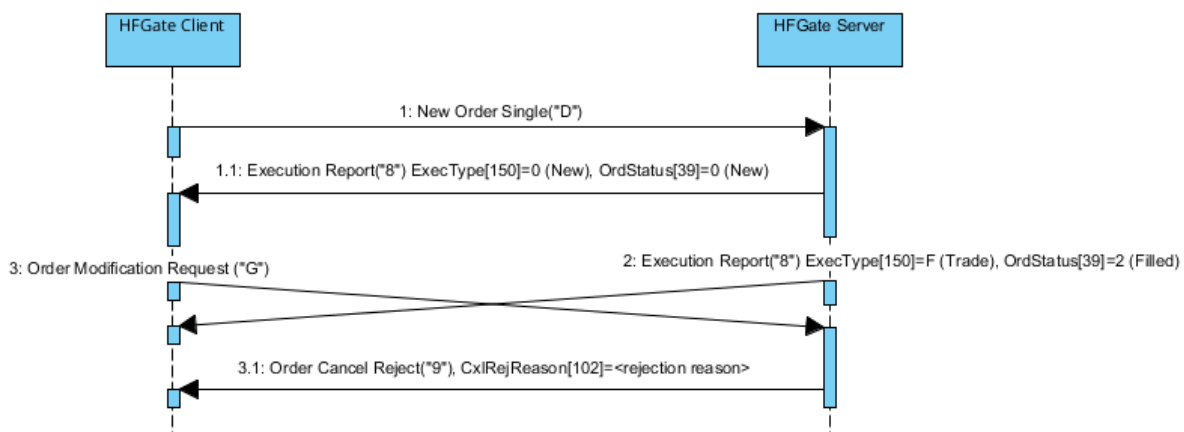 HFGate Client
HFGate Server
1: New Order Single("D")
1.1: Execution Report("8") ExecType[150]=0 (New), OrdStatus[39]=0 (New)
3: Order Modification Request ("G")
2: Execution Report("8") ExecType[150]=F (Trade), OrdStatus[39]=2 (Filled)
3.1: Order Cancel Reject("9"), CxlRejReason[102]=<rejection reason>